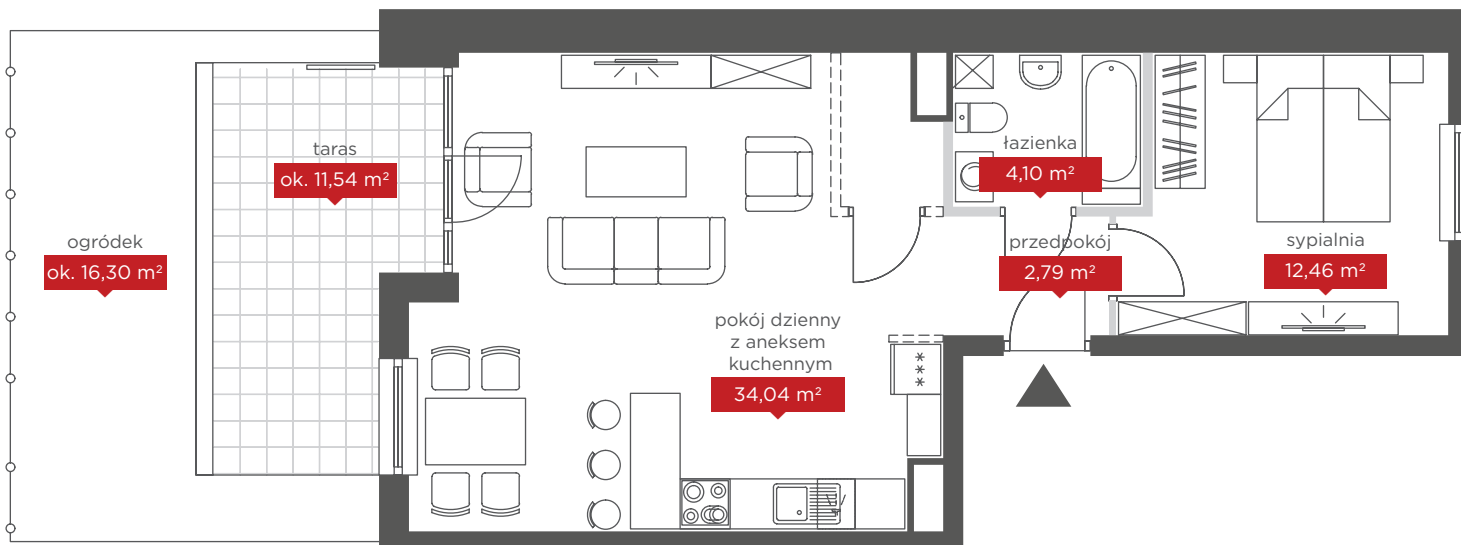 taras
ok. 11,54 m²
ogródek
ok. 16,30 m²
łazienka
4,10 m²
przedpokój
2,79 m²
sypialnia
12,46 m²
pokój dzienny
z aneksem
kuchennym
34,04 m²